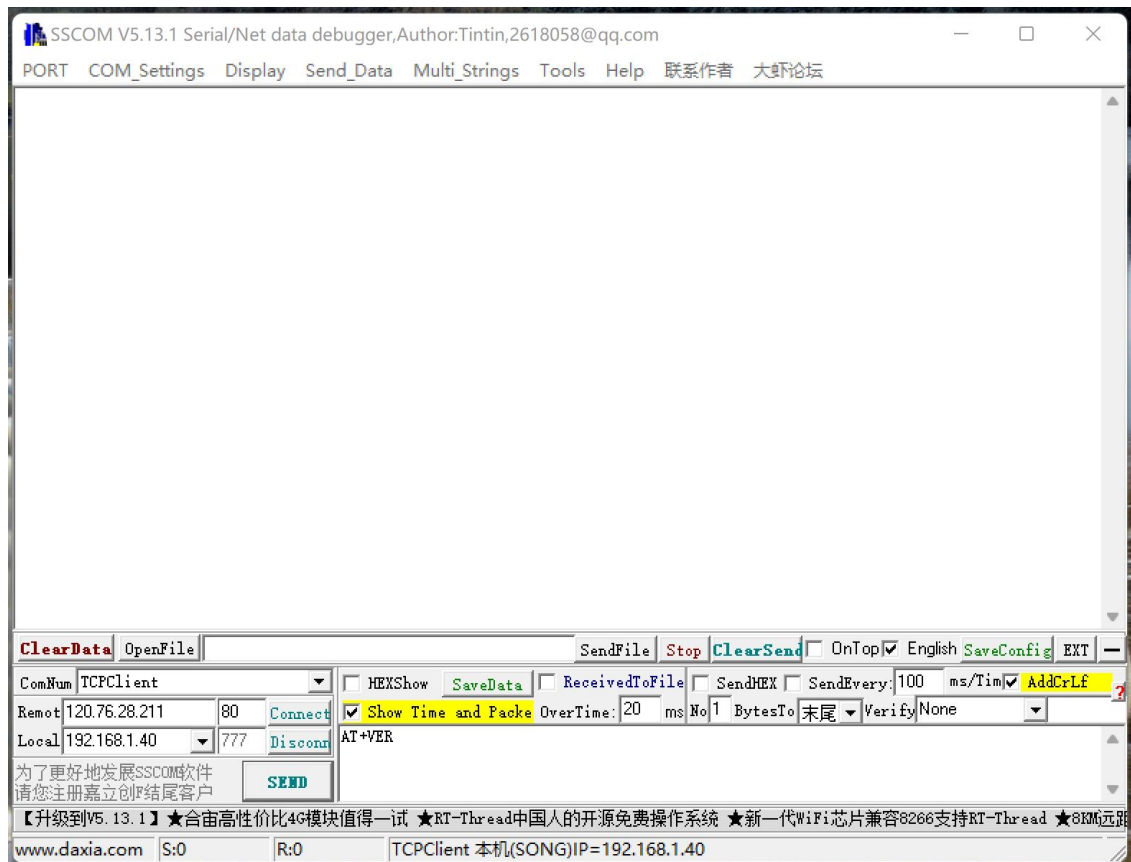 SSCOM V5.13.1 Serial/Net data debugger,Author:Tintin,2618058@qq.com
PORT COM_Settings Display Send_Data Multi_Strings Tools Help 联系作者 大虾论坛
ClearData OpenFile SendFile Stop ClearSend OnTop English SaveConfig EXT —
ComNum TCPClient HEXShow SaveData ReceivedToFile SendHEX SendEvery: 100 ms/Tim AddCrLf ?
Remot 120.76.28.211 80 Connect Show Time and Packe OverTime: 20 ms No 1 BytesTo 末尾 Verify None
Local 192.168.1.40 777 Disconn AT+VER
为了更好地发展SSCOM软件
请您注册嘉立创F结尾客户 SEND
【升级到V5.13.1】★合宙高性价比4G模块值得一试 ★RT-Thread中国人的开源免费操作系统 ★新一代WiFi芯片兼容8266支持RT-Thread ★8KM远距
www.daxia.com S:0 R:0 TCPClient 本机(SONG)IP=192.168.1.40